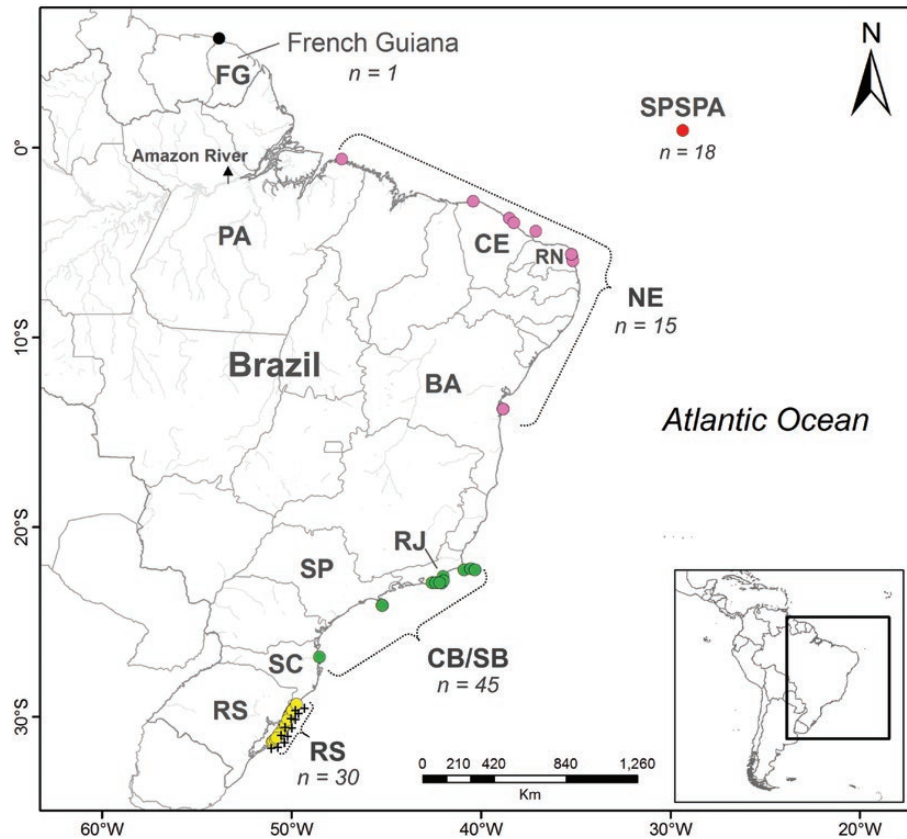 French Guiana
N
FG
n = 1
SPSPA
n = 18
0°
Amazon River
PA
CE
RN
NE
n = 15
10°S
Brazil
BA
Atlantic Ocean
20°S
RJ
SP
CB/SB
n = 45
SC
RS
30°S
RS
n = 30
0 210 420 840 1,260
Km
60°W 50°W 40°W 30°W 20°W